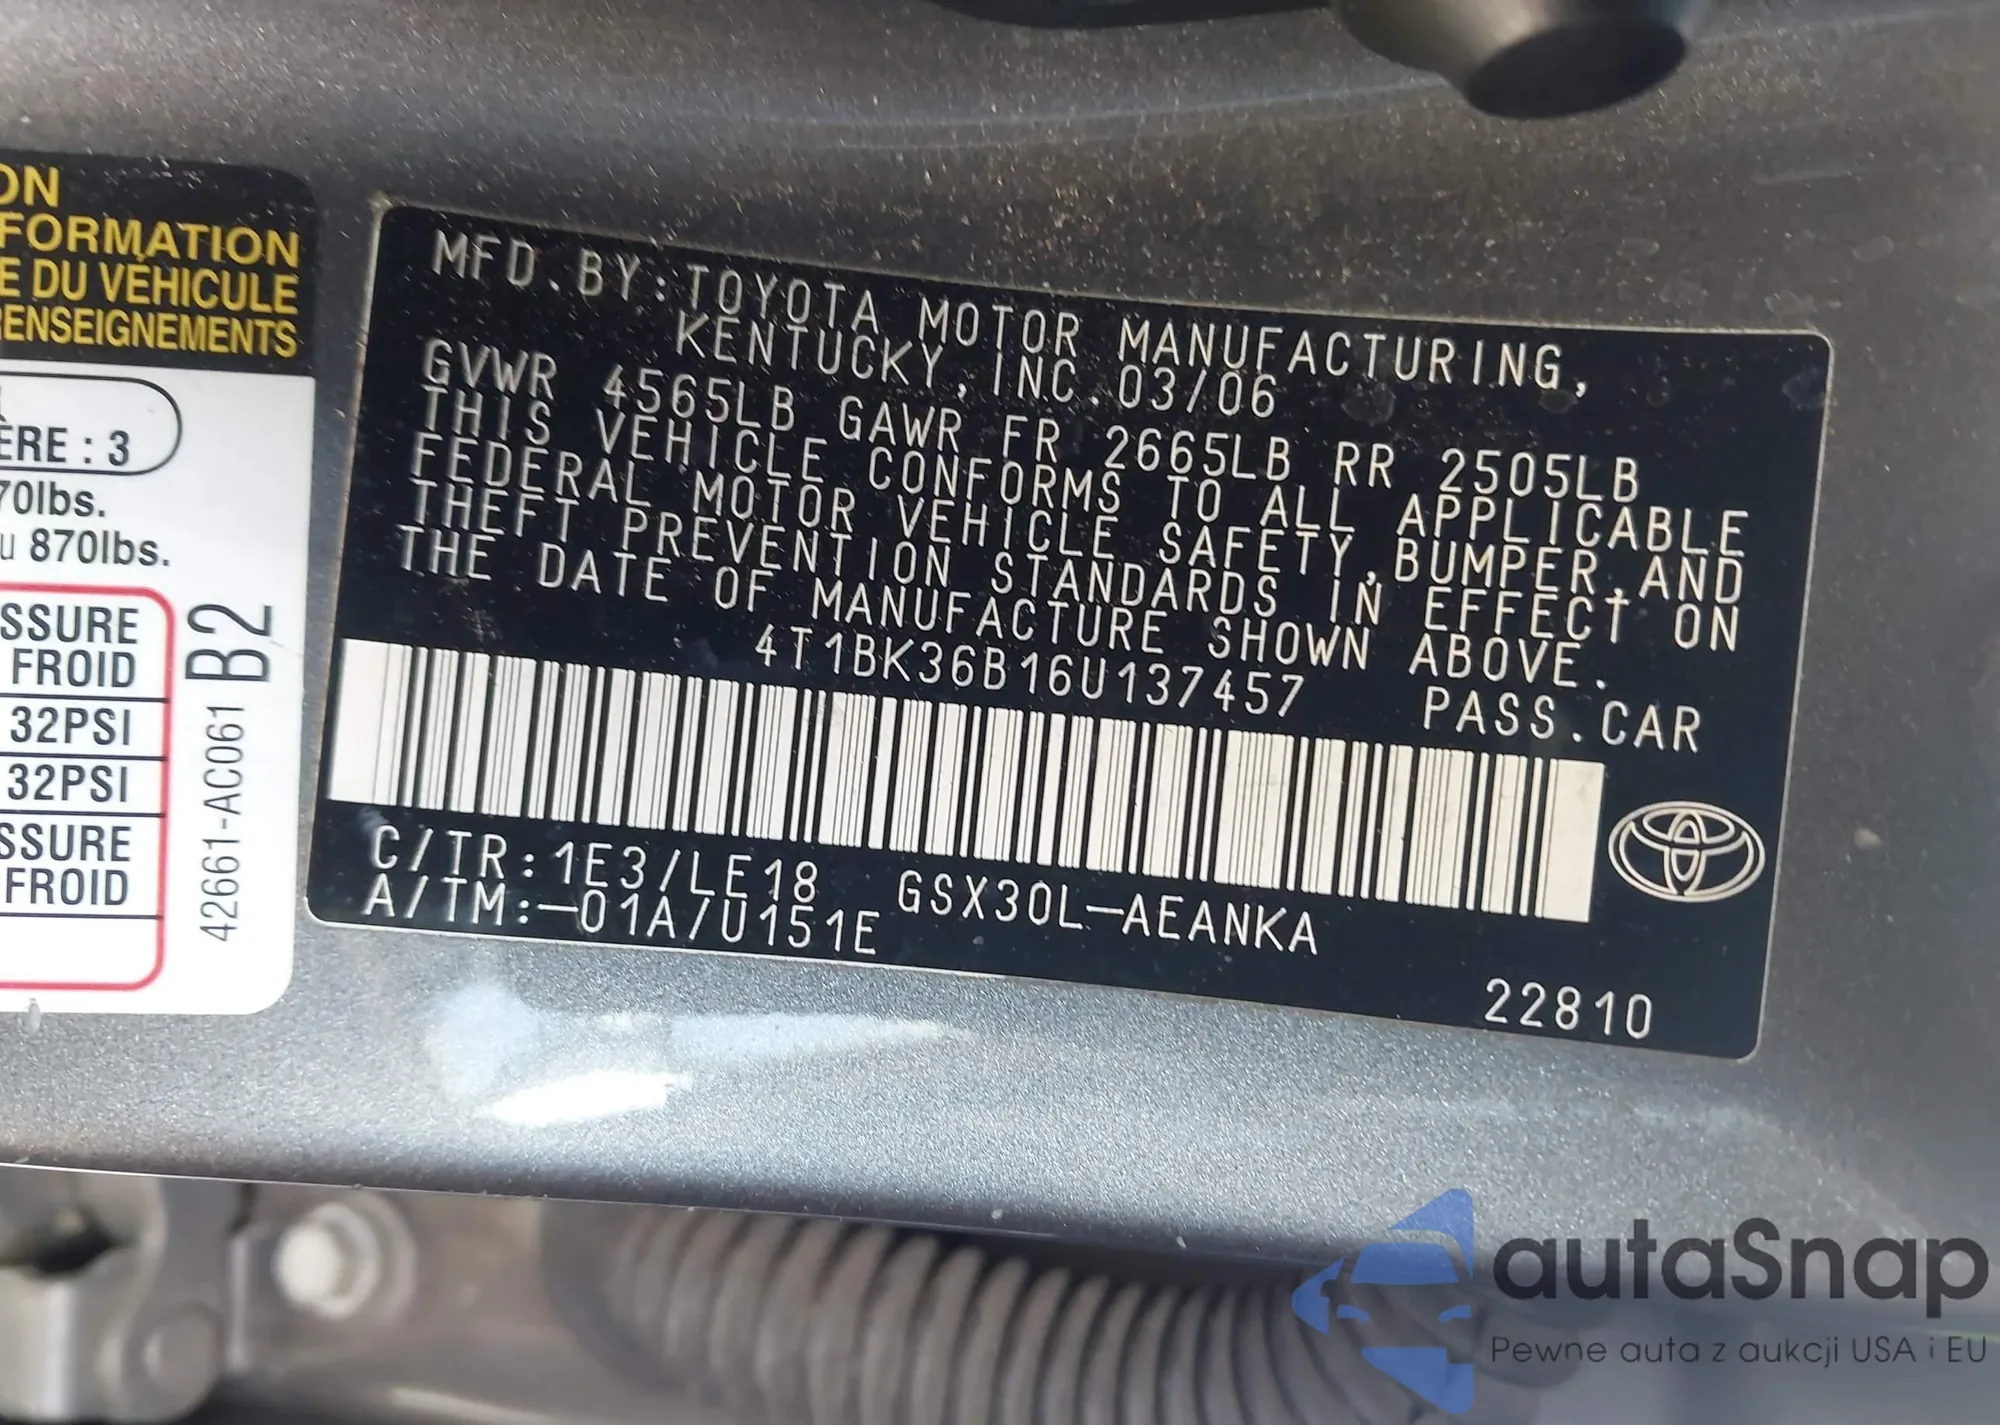 ON
FORMATION
E DU VÉHICULE
RENSEIGNEMENTS
ÈRE : 3
70lbs.
u 870lbs.
SSURE
FROID
32PSI
32PSI
SSURE
FROID
42661-AC061 B2
MFD.BY:TOYOTA MOTOR MANUFACTURING,
KENTUCKY,INC.03/06
GVWR 4565LB GAWR FR 2665LB RR 2505LB
THIS VEHICLE CONFORMS TO ALL APPLICABLE
FEDERAL MOTOR VEHICLE SAFETY,BUMPER,AND
THEFT PREVENTION STANDARDS IN EFFECT ON
THE DATE OF MANUFACTURE SHOWN ABOVE.
4T1BK36B16U137457 PASS.CAR
C/TR:1E3/LE18 GSX30L-AEANKA
A/TM:-01A/U151E
22810
autaSnap
Pewne auta z aukcji USA i EU